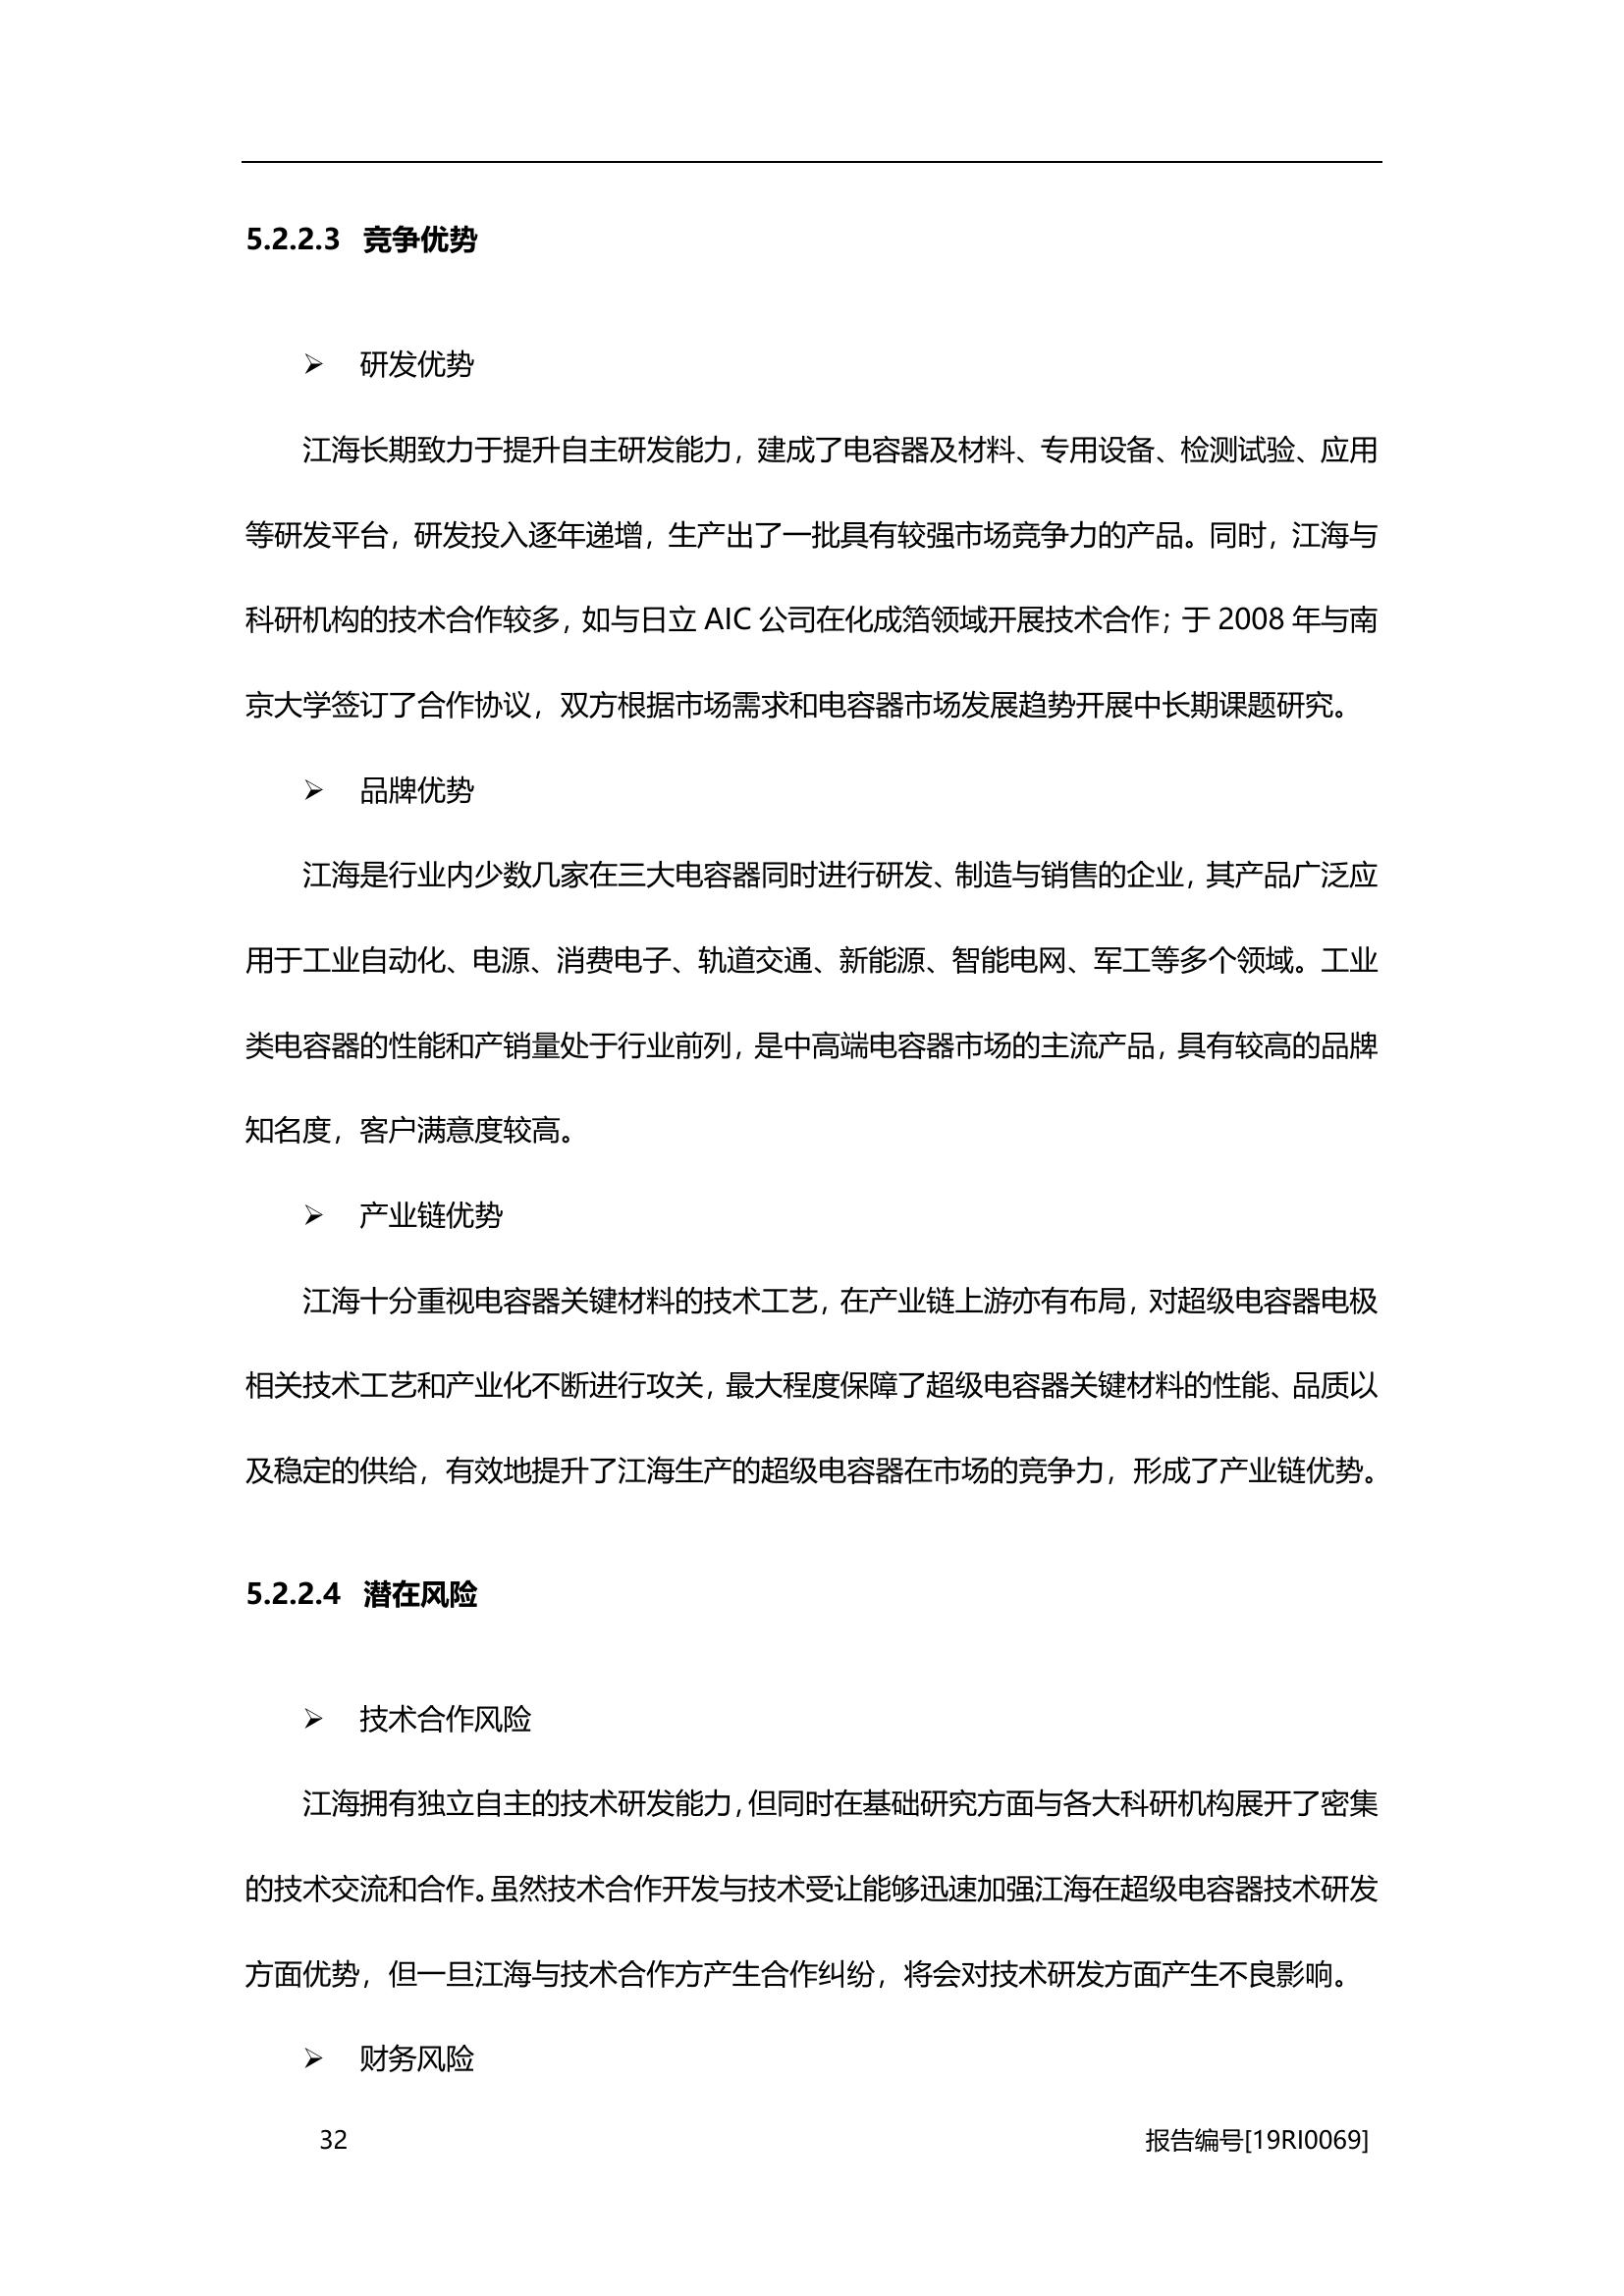 5.2.2.3 竞争优势
➢ 研发优势
江海长期致力于提升自主研发能力，建成了电容器及材料、专用设备、检测试验、应用
等研发平台，研发投入逐年递增，生产出了一批具有较强市场竞争力的产品。同时，江海与
科研机构的技术合作较多，如与日立 AIC 公司在化成箔领域开展技术合作；于 2008 年与南
京大学签订了合作协议，双方根据市场需求和电容器市场发展趋势开展中长期课题研究。
➢ 品牌优势
江海是行业内少数几家在三大电容器同时进行研发、制造与销售的企业，其产品广泛应
用于工业自动化、电源、消费电子、轨道交通、新能源、智能电网、军工等多个领域。工业
类电容器的性能和产销量处于行业前列，是中高端电容器市场的主流产品，具有较高的品牌
知名度，客户满意度较高。
➢ 产业链优势
江海十分重视电容器关键材料的技术工艺，在产业链上游亦有布局，对超级电容器电极
相关技术工艺和产业化不断进行攻关，最大程度保障了超级电容器关键材料的性能、品质以
及稳定的供给，有效地提升了江海生产的超级电容器在市场的竞争力，形成了产业链优势。
5.2.2.4 潜在风险
➢ 技术合作风险
江海拥有独立自主的技术研发能力，但同时在基础研究方面与各大科研机构展开了密集
的技术交流和合作。虽然技术合作开发与技术受让能够迅速加强江海在超级电容器技术研发
方面优势，但一旦江海与技术合作方产生合作纠纷，将会对技术研发方面产生不良影响。
➢ 财务风险
32 报告编号[19RI0069]